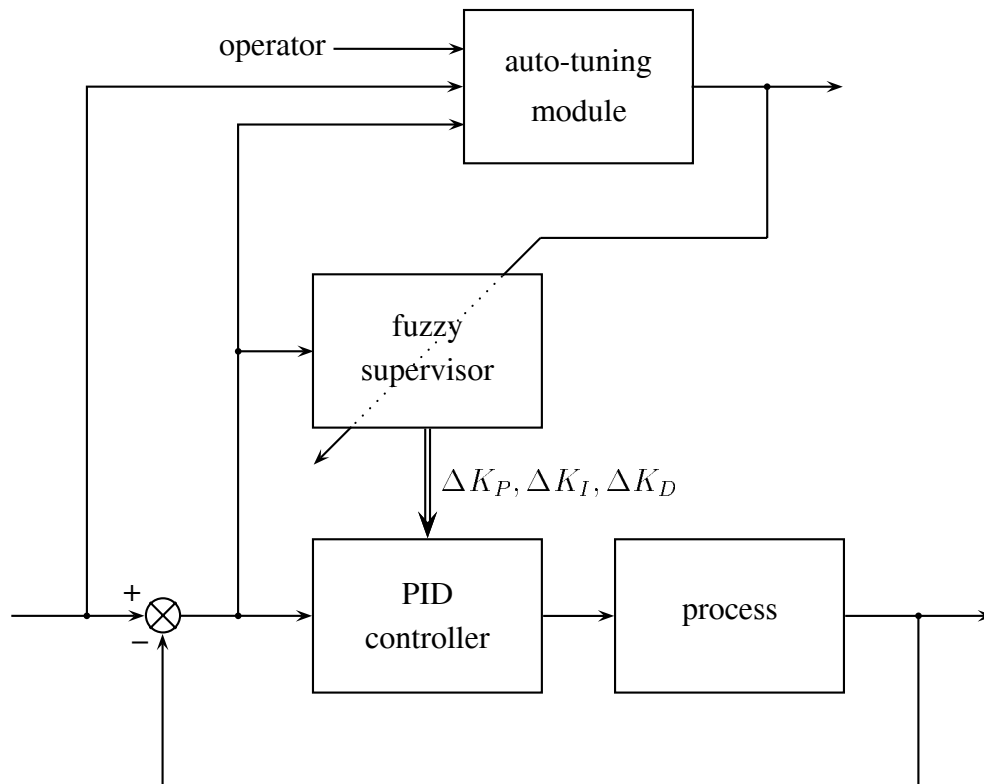 operator
auto-tuning
module
fuzzy
supervisor
ΔK_P, ΔK_I, ΔK_D
+
−
PID
controller
process